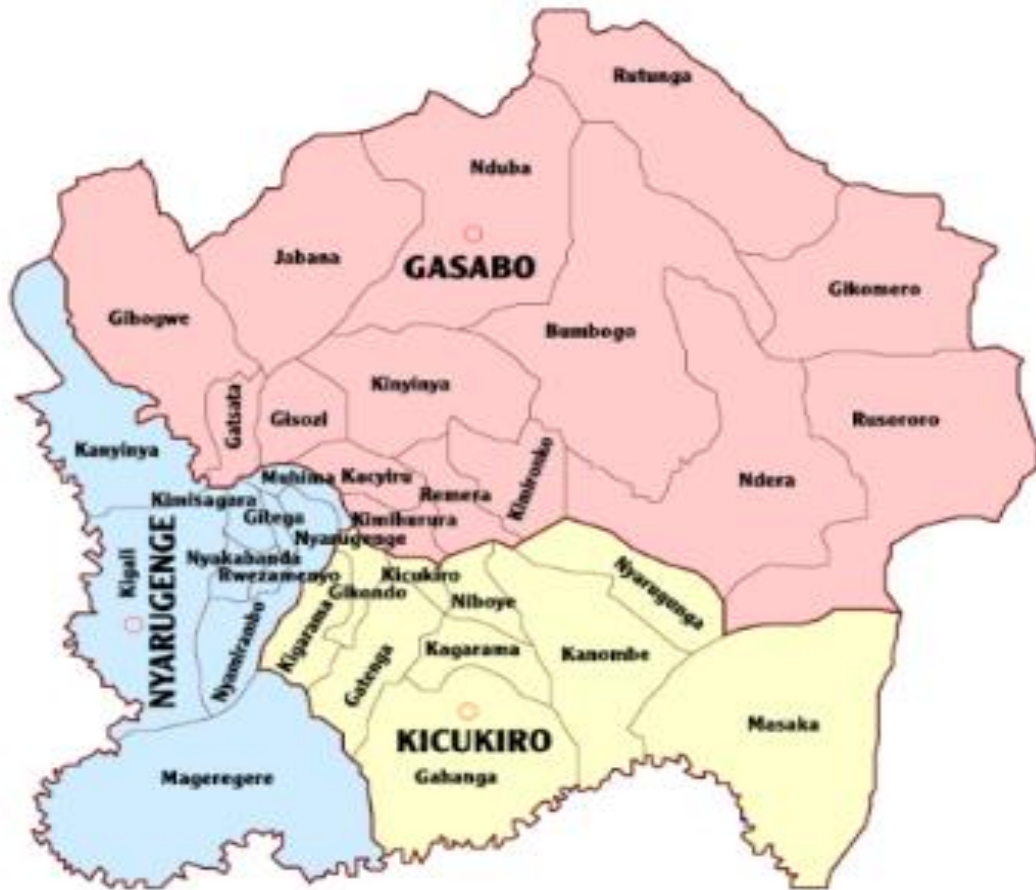 Rutunga
Nduba
Jabana
GASABO
Gikomero
Gibogwe
Bumbogo
Kinyinya
Gatsata
Gisozi
Ruseroro
Kanyinya
Muhima
Kacyiru
Remera
Kimironko
Ndera
Kimisagara
Gitega
Kimihurura
Nyarugenge
Nyakabanda
Rwezamenyo
Kigali
NYARUGENGE
Kicukiro
Gikondo
Niboye
Nyarugunga
Kigarama
Nyamirambo
Gatenga
Kagarama
Kanombe
Masaka
KICUKIRO
Gahanga
Mageregere